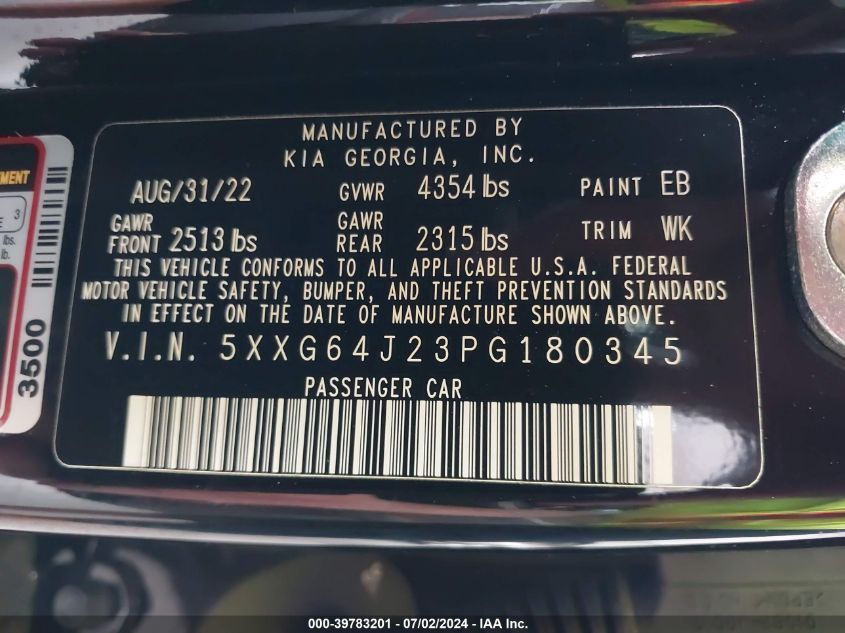 MANUFACTURED BY
KIA GEORGIA, INC.
AUG/31/22 GVWR 4354 lbs PAINT EB
GAWR FRONT 2513 lbs GAWR REAR 2315 lbs TRIM WK
THIS VEHICLE CONFORMS TO ALL APPLICABLE U.S.A. FEDERAL
MOTOR VEHICLE SAFETY, BUMPER, AND THEFT PREVENTION STANDARDS
IN EFFECT ON THE DATE OF MANUFACTURE SHOWN ABOVE.
V.I.N. 5XXG64J23PG180345
PASSENGER CAR
3
lbs.
lb.
3500
000-39783201 - 07/02/2024 - IAA Inc.